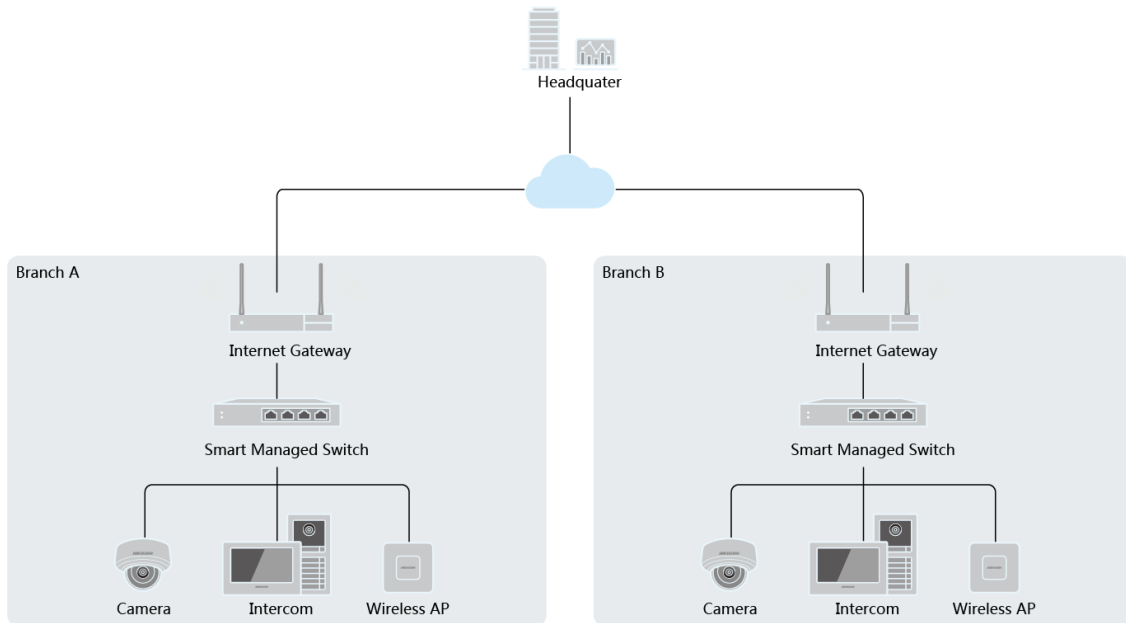 Headquater
Branch A
Internet Gateway
Smart Managed Switch
Camera
Intercom
Wireless AP
Branch B
Internet Gateway
Smart Managed Switch
Camera
Intercom
Wireless AP